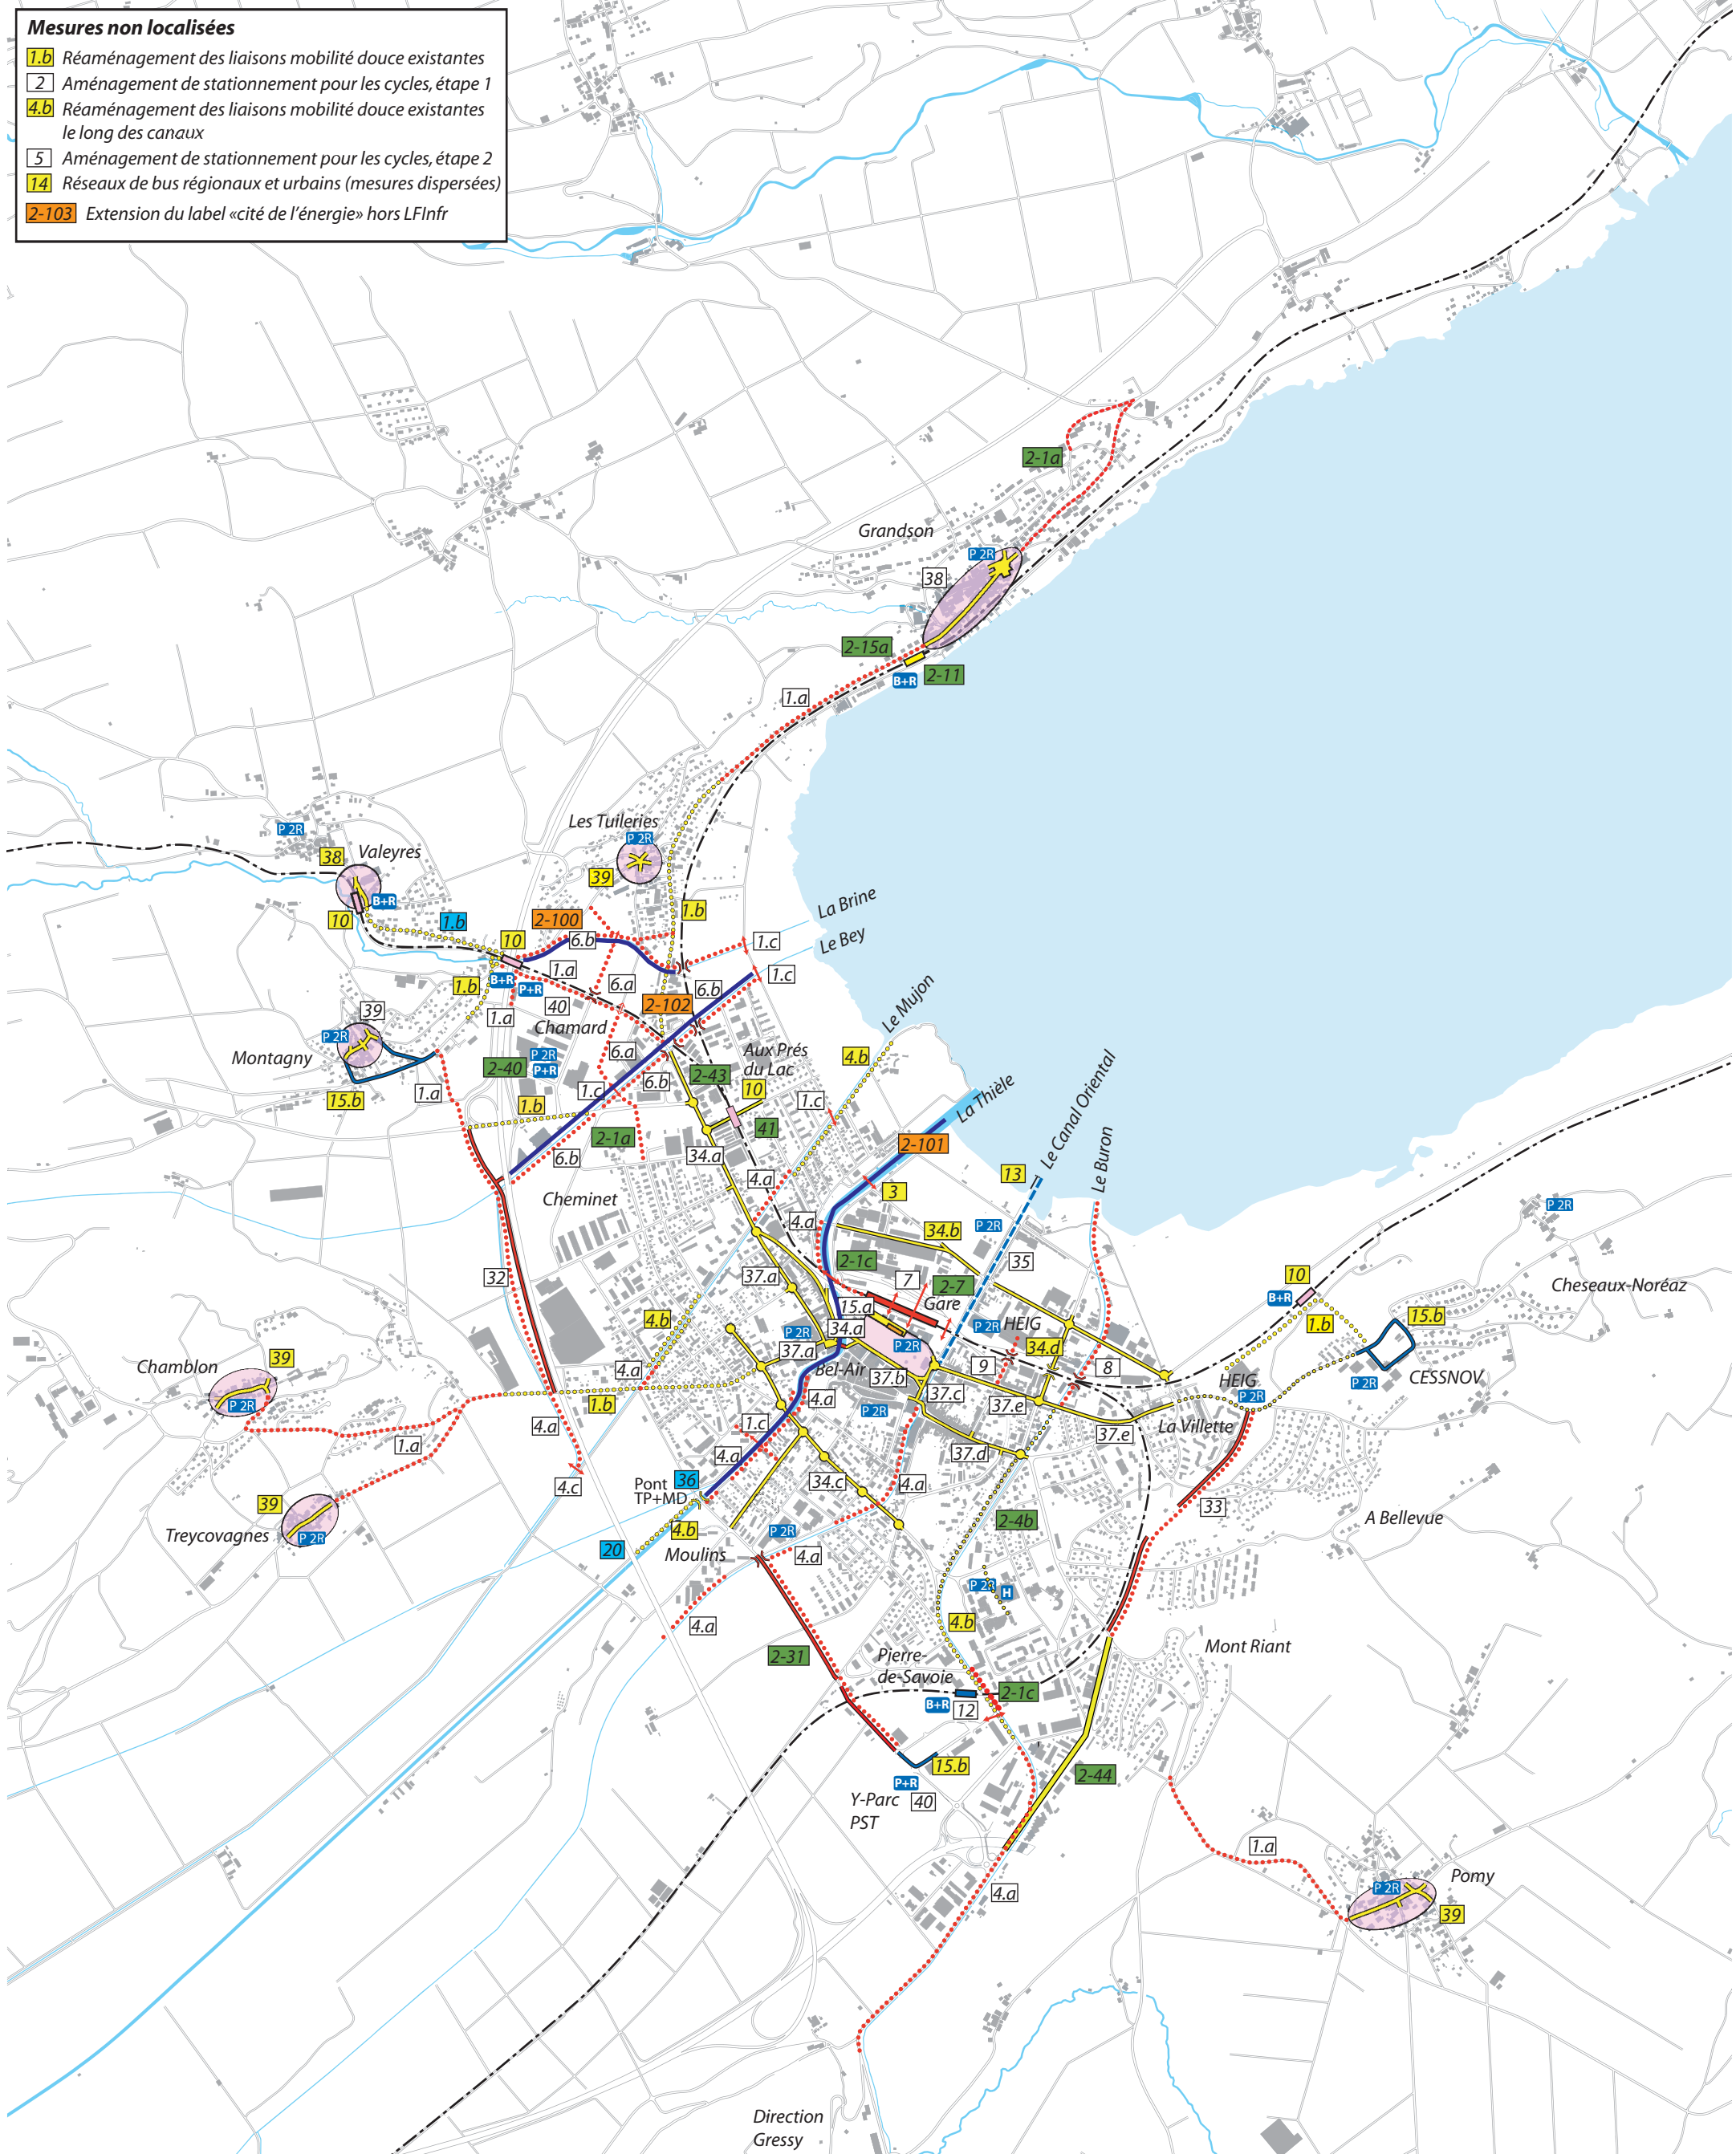 Mesures non localisées
1.b Réaménagement des liaisons mobilité douce existantes
2 Aménagement de stationnement pour les cycles, étape 1
4.b Réaménagement des liaisons mobilité douce existantes
le long des canaux
5 Aménagement de stationnement pour les cycles, étape 2
14 Réseaux de bus régionaux et urbains (mesures dispersées)
2-103 Extension du label «cité de l'énergie» hors LFInfr
2-1a
Grandson
P 2R
38
2-15a
2-11
B+R
1.a
Les Tuileries
P 2R
39
P 2R
38
Valeyres
B+R
10
1.b
2-100
1.b
La Brine
Le Bey
10
6.b
1.c
1.c
1.a
B+R
P+R
1.b
6.a
6.b
40
2-102
1.a
Chamard
Le Mujon
39
P 2R
Montagny
6.a
Aux Prés
du Lac
4.b
2-40
P 2R
P+R
2-43
6.b
10
1.a
15.b
1.b
1.c
1.c
La Thièle
41
2-1a
2-101
6.b
34.a
Le Canal Oriental
Le Buron
4.a
13
3
Cheminet
P 2R
4.a
34.b
P 2R
35
2-1c
32
37.a
7
2-7
10
B+R
Cheseaux-Noréaz
15.a
Gare
15.b
1.b
4.b
34.a
P 2R
P 2R
HEIG
34.d
P 2R
37.a
Chamblon
39
4.a
Bel-Air
37.b
9
8
HEIG
P 2R
CESSNOV
P 2R
37.c
P 2R
1.b
4.a
P 2R
37.e
1.c
4.a
37.e
La Villette
1.a
4.a
37.d
36
34.c
4.a
Pont
TP+MD
4.c
39
33
A Bellevue
2-4b
Treycovagnes
P 2R
4.b
P 2R
20
Moulins
4.a
P 2R
H
4.a
4.b
Mont Riant
2-31
Pierre-
de-Savoie
2-1c
B+R
12
15.b
2-44
P+R
Y-Parc
PST
40
1.a
4.a
Pomy
P 2R
39
Direction
Gressy